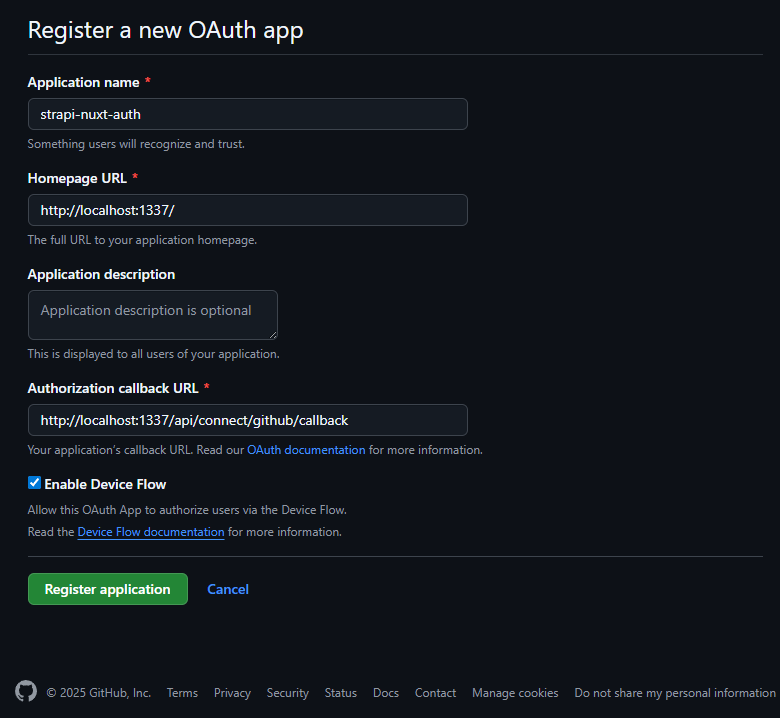 Register a new OAuth app
Application name *
strapi-nuxt-auth
Something users will recognize and trust.
Homepage URL *
http://localhost:1337/
The full URL to your application homepage.
Application description
Application description is optional
This is displayed to all users of your application.
Authorization callback URL *
http://localhost:1337/api/connect/github/callback
Your application's callback URL. Read our OAuth documentation for more information.
Enable Device Flow
Allow this OAuth App to authorize users via the Device Flow.
Read the Device Flow documentation for more information.
Register application Cancel
© 2025 GitHub, Inc. Terms Privacy Security Status Docs Contact Manage cookies Do not share my personal information